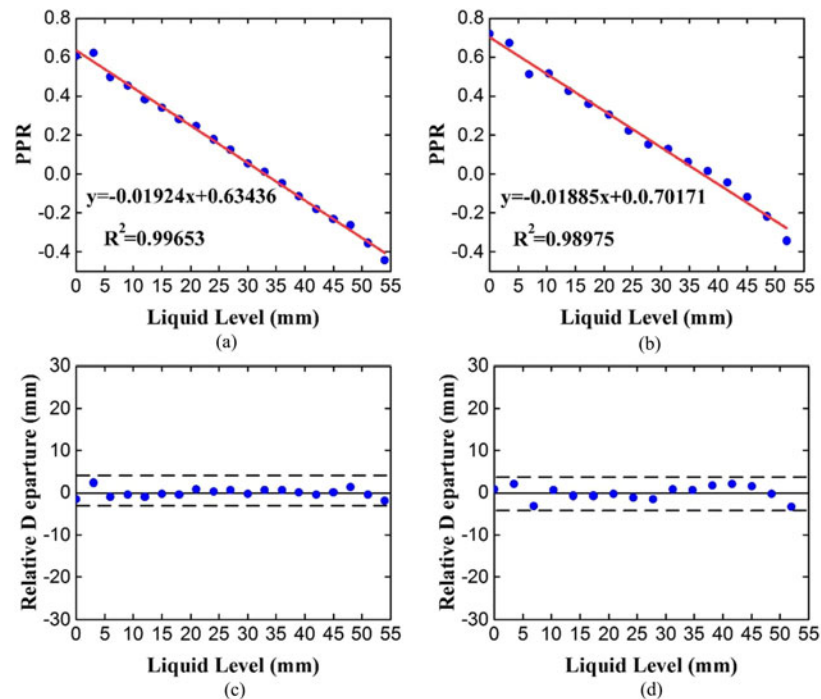 0.8
0.6
0.4
0.2
0.0
-0.2
-0.4
PPR
y=-0.01924x+0.63436
R²=0.99653
0 5 10 15 20 25 30 35 40 45 50 55
Liquid Level (mm)
(a)
0.8
0.6
0.4
0.2
0.0
-0.2
-0.4
PPR
y=-0.01885x+0.0.70171
R²=0.98975
0 5 10 15 20 25 30 35 40 45 50 55
Liquid Level (mm)
(b)
30
20
10
0
-10
-20
-30
Relative D eparture (mm)
0 5 10 15 20 25 30 35 40 45 50 55
Liquid Level (mm)
(c)
30
20
10
0
-10
-20
-30
Relative D eparture (mm)
0 5 10 15 20 25 30 35 40 45 50 55
Liquid Level (mm)
(d)